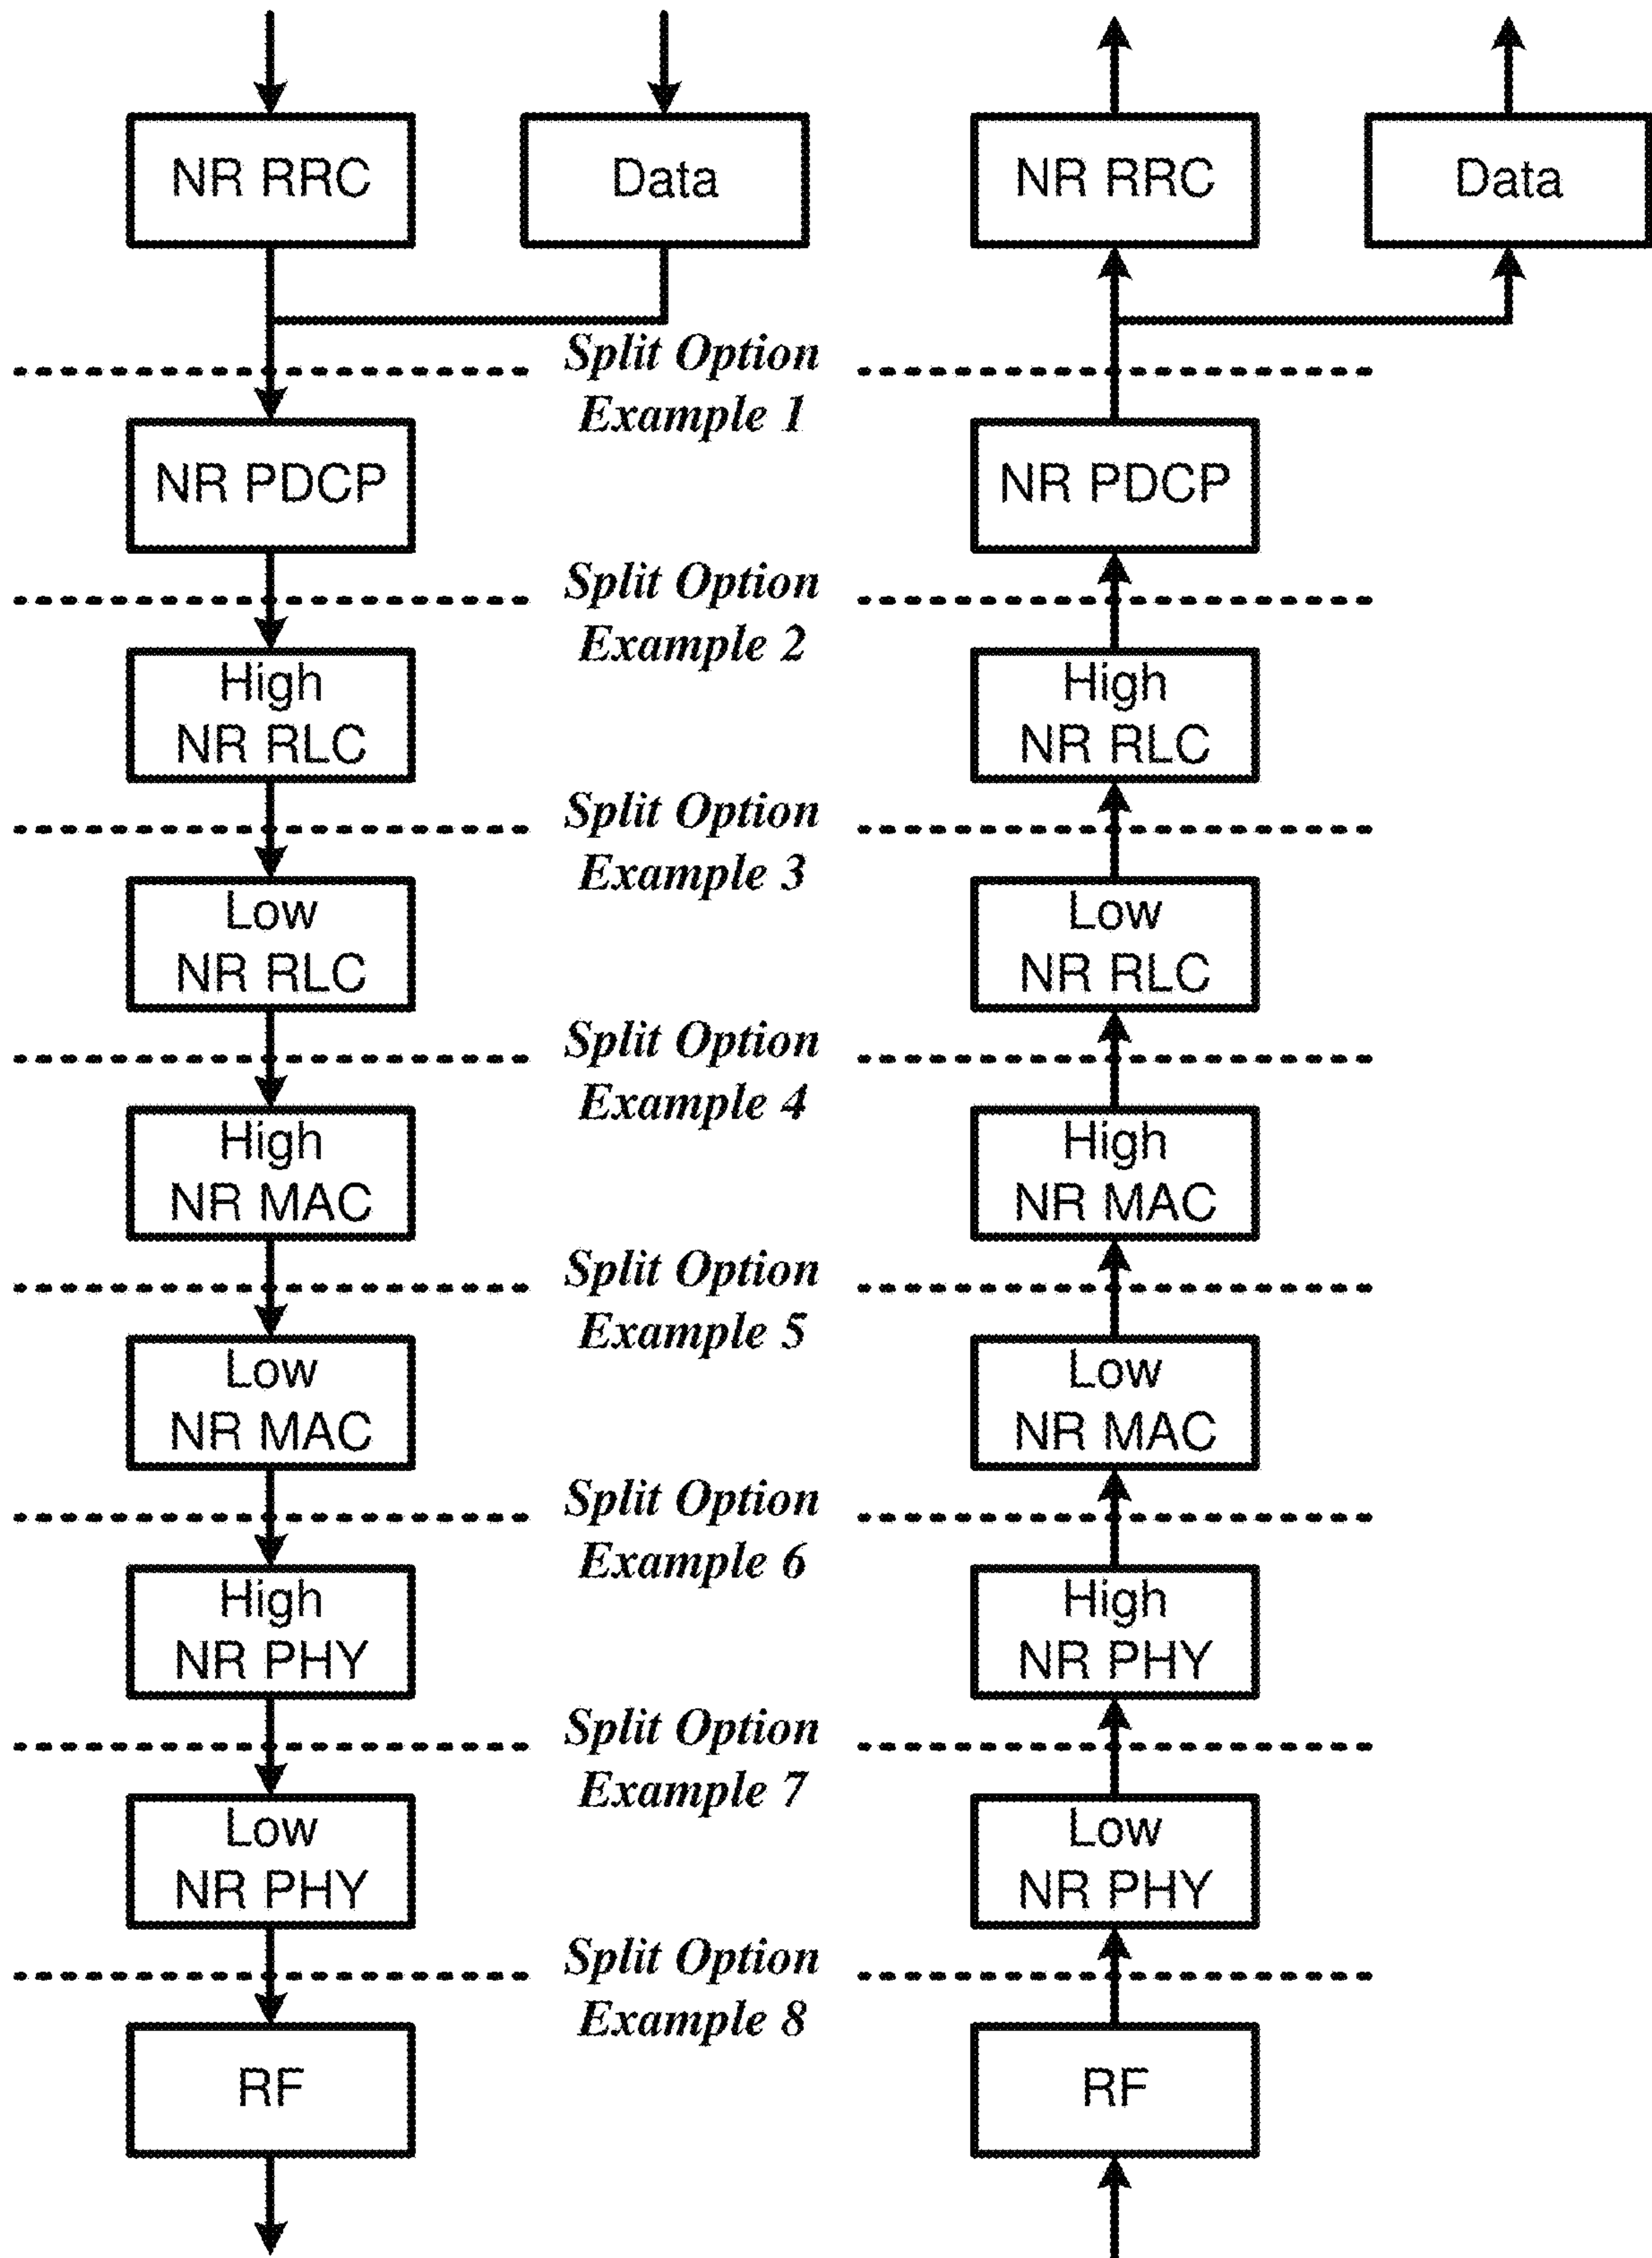 NR RRC
Data
NR RRC
Data
Split Option
Example 1
NR PDCP
NR PDCP
Split Option
Example 2
High
NR RLC
High
NR RLC
Split Option
Example 3
Low
NR RLC
Low
NR RLC
Split Option
Example 4
High
NR MAC
High
NR MAC
Split Option
Example 5
Low
NR MAC
Low
NR MAC
Split Option
Example 6
High
NR PHY
High
NR PHY
Split Option
Example 7
Low
NR PHY
Low
NR PHY
Split Option
Example 8
RF
RF